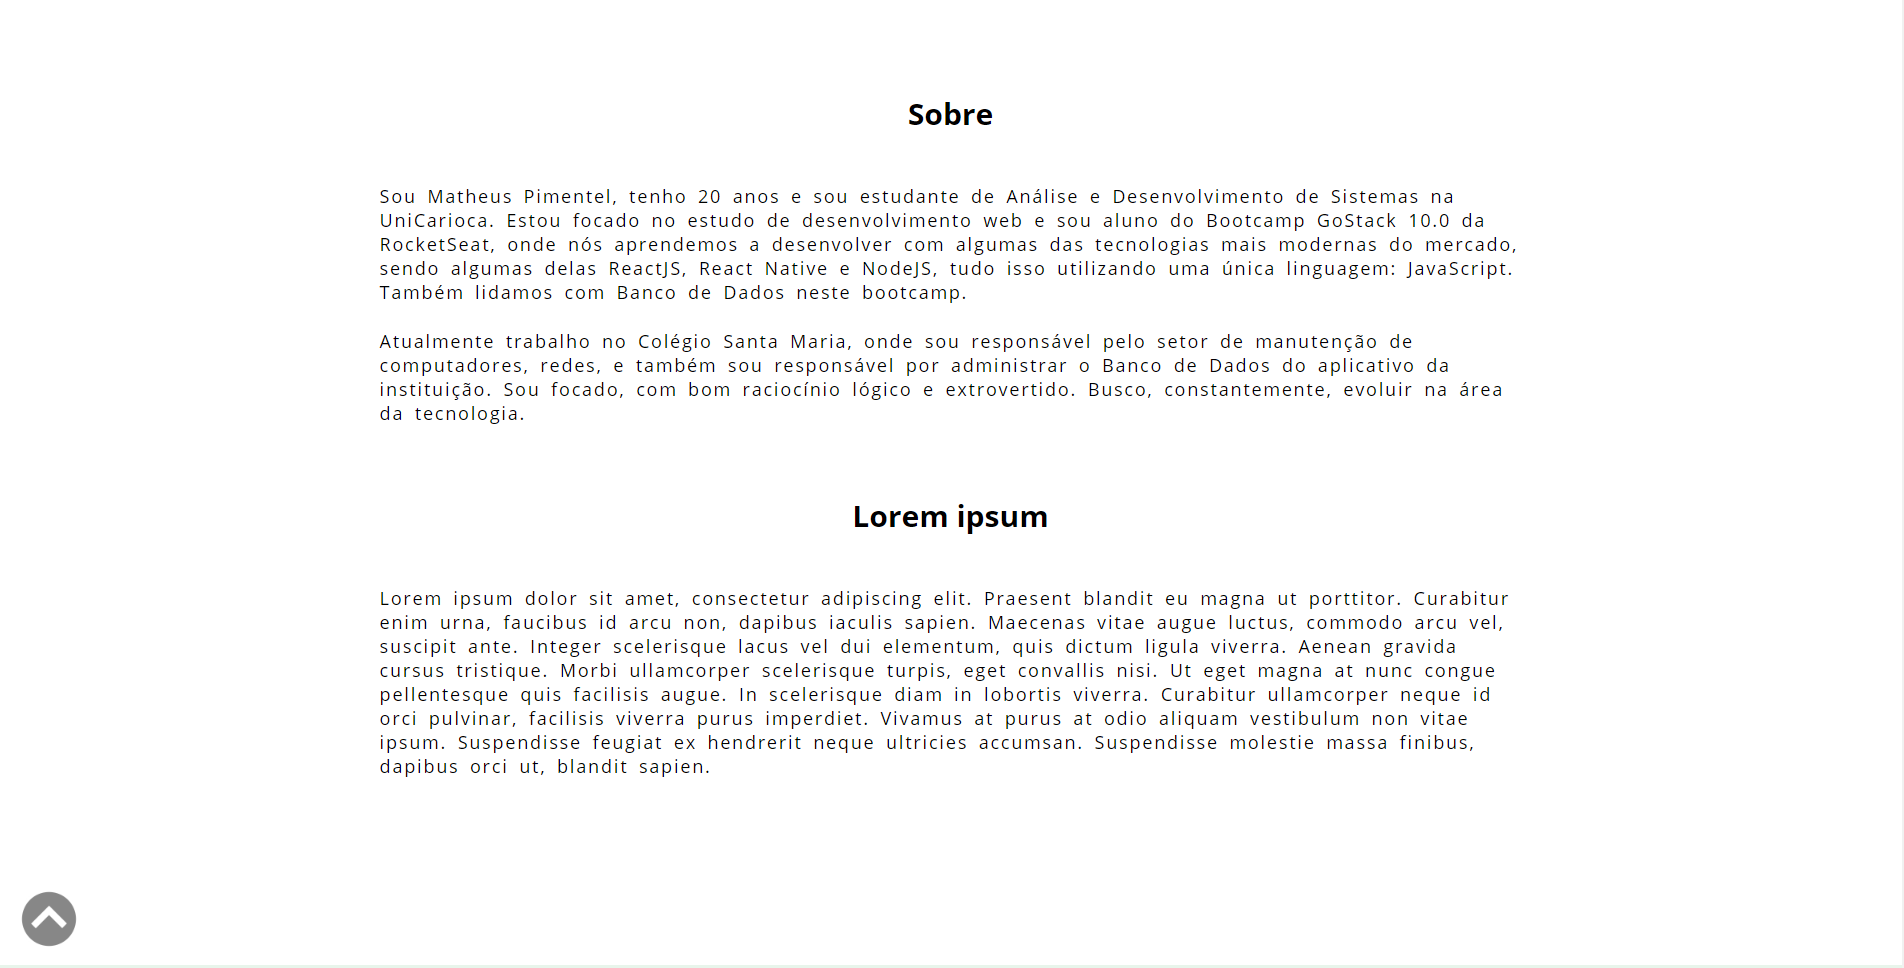 Sobre
Sou Matheus Pimentel, tenho 20 anos e sou estudante de Análise e Desenvolvimento de Sistemas na
UniCarioca. Estou focado no estudo de desenvolvimento web e sou aluno do Bootcamp GoStack 10.0 da
RocketSeat, onde nós aprendemos a desenvolver com algumas das tecnologias mais modernas do mercado,
sendo algumas delas ReactJS, React Native e NodeJS, tudo isso utilizando uma única linguagem: JavaScript.
Também lidamos com Banco de Dados neste bootcamp.
Atualmente trabalho no Colégio Santa Maria, onde sou responsável pelo setor de manutenção de
computadores, redes, e também sou responsável por administrar o Banco de Dados do aplicativo da
instituição. Sou focado, com bom raciocínio lógico e extrovertido. Busco, constantemente, evoluir na área
da tecnologia.
Lorem ipsum
Lorem ipsum dolor sit amet, consectetur adipiscing elit. Praesent blandit eu magna ut porttitor. Curabitur
enim urna, faucibus id arcu non, dapibus iaculis sapien. Maecenas vitae augue luctus, commodo arcu vel,
suscipit ante. Integer scelerisque lacus vel dui elementum, quis dictum ligula viverra. Aenean gravida
cursus tristique. Morbi ullamcorper scelerisque turpis, eget convallis nisi. Ut eget magna at nunc congue
pellentesque quis facilisis augue. In scelerisque diam in lobortis viverra. Curabitur ullamcorper neque id
orci pulvinar, facilisis viverra purus imperdiet. Vivamus at purus at odio aliquam vestibulum non vitae
ipsum. Suspendisse feugiat ex hendrerit neque ultricies accumsan. Suspendisse molestie massa finibus,
dapibus orci ut, blandit sapien.